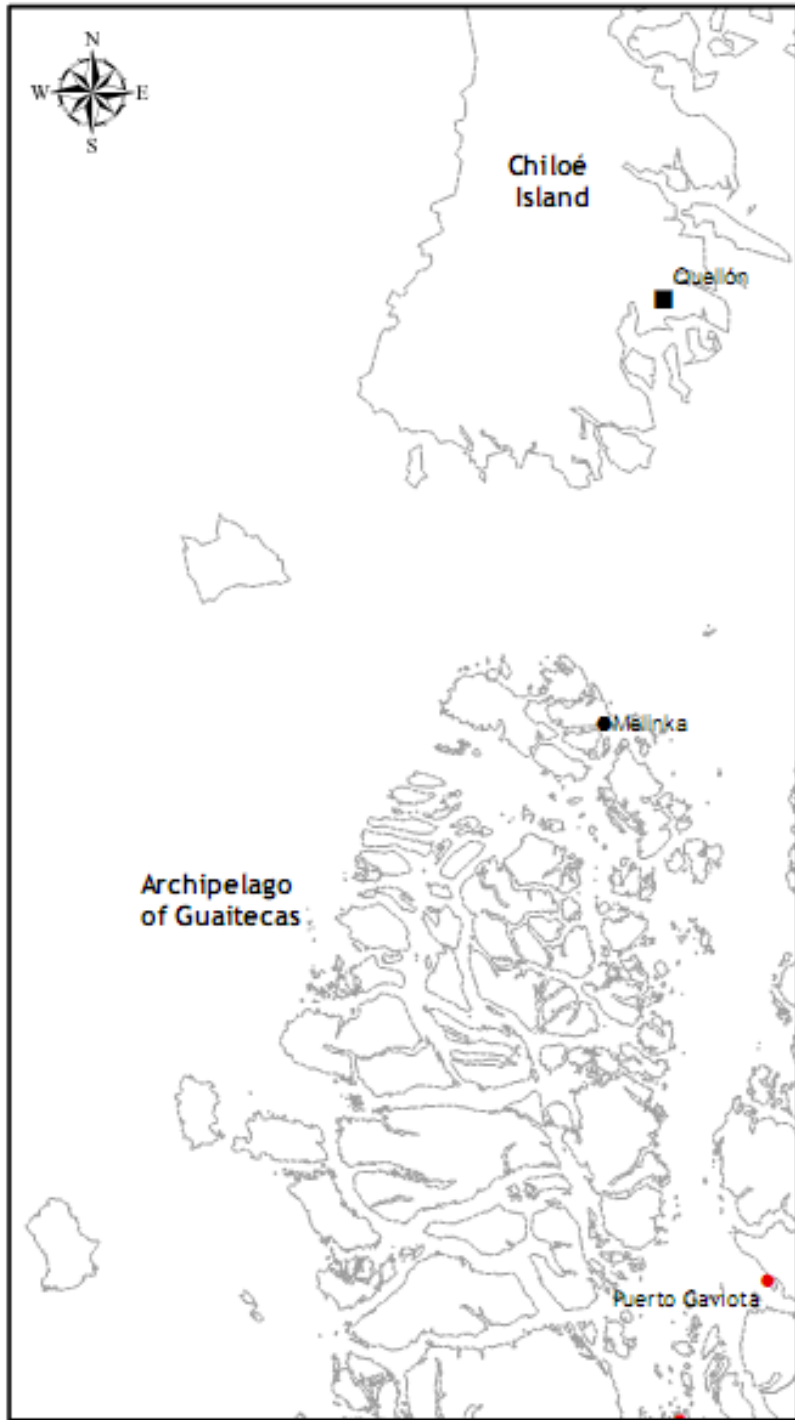 N
W E
S
Chiloé
Island
Quellón
Melinka
Archipelago
of Guaitecas
Puerto Gaviota